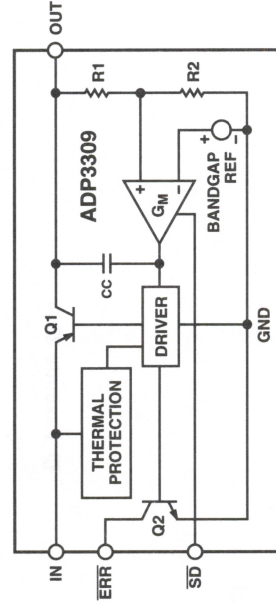 IN
OUT
Q1
THERMAL
PROTECTION
CC
ADP3309
R1
DRIVER
GM
+
−
R2
ERR
Q2
BANDGAP
REF
+
−
SD
GND